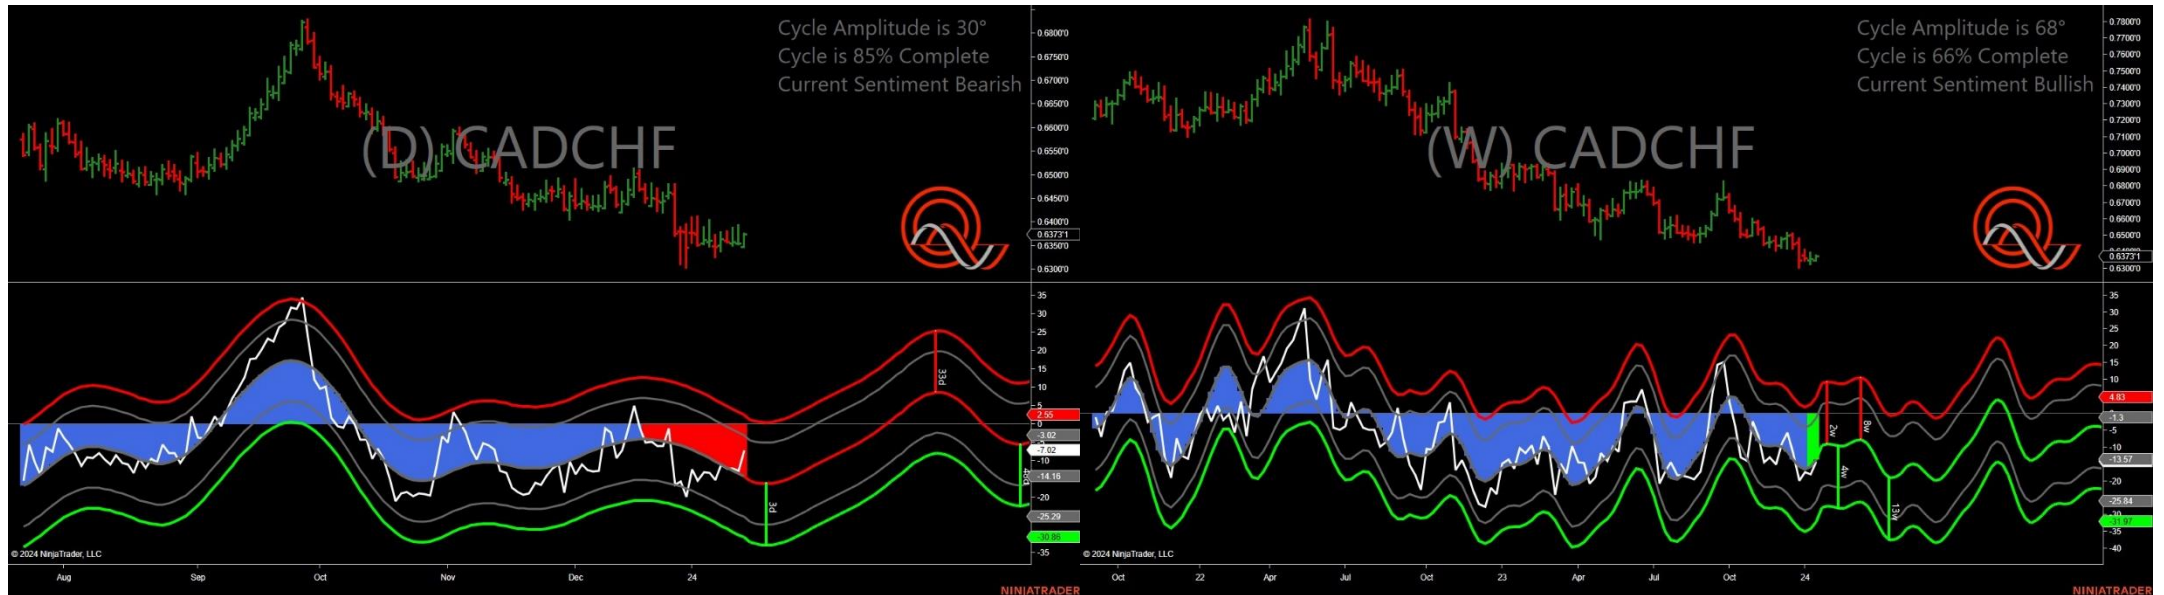 Cycle Amplitude is 30°
Cycle is 85% Complete
Current Sentiment Bearish
(D) CADCHF
0.6800'0
0.6750'0
0.6700'0
0.6650'0
0.6600'0
0.6550'0
0.6500'0
0.6450'0
0.6400'0
0.6373'1
0.6350'0
0.6300'0
35
25
20
15
10
5
2.55
0
-3.02
-7.02
-10
-14.16
-20
-25.29
-30.86
-35
33d
3d
© 2024 NinjaTrader, LLC
Aug Sep Oct Nov Dec 24
NINJATRADER
Cycle Amplitude is 68°
Cycle is 66% Complete
Current Sentiment Bullish
(W) CADCHF
0.7800'0
0.7600'0
0.7500'0
0.7400'0
0.7300'0
0.7200'0
0.7100'0
0.7000'0
0.6900'0
0.6800'0
0.6700'0
0.6600'0
0.6500'0
0.6373'1
0.6300'0
35
25
20
15
10
4.83
-1.3
-5
-10
-13.57
-20
-25.84
-31.97
-35
-40
2w
8w
4w
13w
© 2024 NinjaTrader, LLC
Oct 22 Apr Jul Oct 23 Apr Jul Oct 24
NINJATRADER